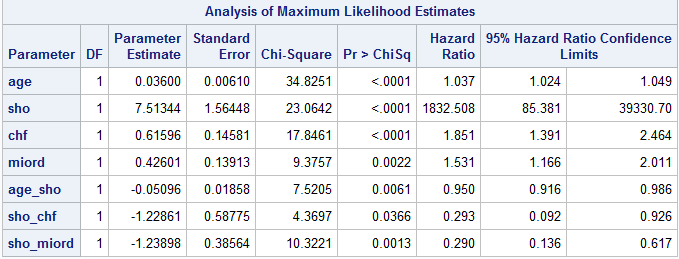 Analysis of Maximum Likelihood Estimates
Parameter DF Parameter Estimate Standard Error Chi-Square Pr > ChiSq Hazard Ratio 95% Hazard Ratio Confidence Limits
age 1 0.03600 0.00610 34.8251 <.0001 1.037 1.024 1.049
sho 1 7.51344 1.56448 23.0642 <.0001 1832.508 85.381 39330.70
chf 1 0.61596 0.14581 17.8461 <.0001 1.851 1.391 2.464
miord 1 0.42601 0.13913 9.3757 0.0022 1.531 1.166 2.011
age_sho 1 -0.05096 0.01858 7.5205 0.0061 0.950 0.916 0.986
sho_chf 1 -1.22861 0.58775 4.3697 0.0366 0.293 0.092 0.926
sho_miord 1 -1.23898 0.38564 10.3221 0.0013 0.290 0.136 0.617